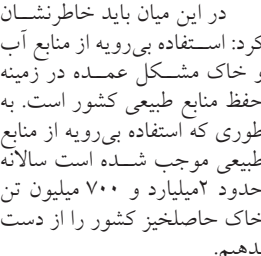 در این میان باید خاطرنشان
کرد: استفاده بی‌رویه از منابع آب
و خاک مشکل عمده در زمینه
حفظ منابع طبیعی کشور است. به
طوری که استفاده بی‌رویه از منابع
طبیعی موجب شده است سالانه
حدود ۲میلیارد و ۷۰۰ میلیون تن
خاک حاصلخیز کشور را از دست
بدهیم.